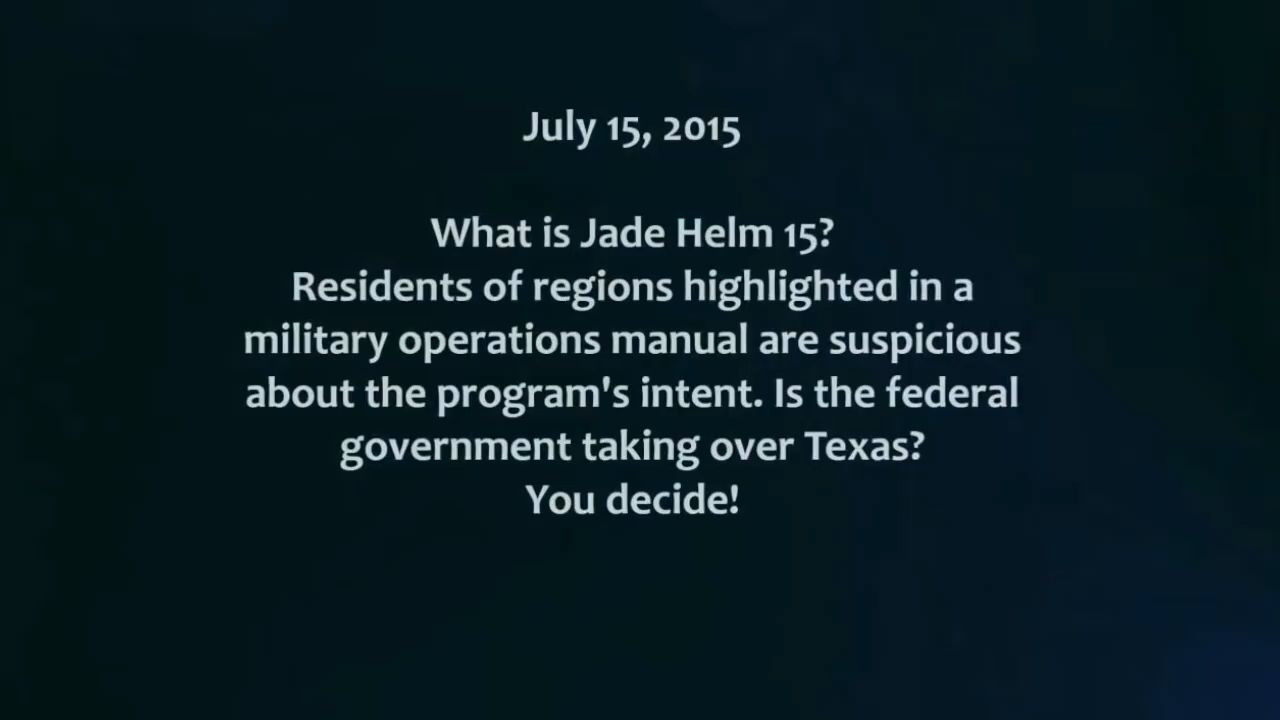 July 15, 2015
What is Jade Helm 15?
Residents of regions highlighted in a
military operations manual are suspicious
about the program's intent. Is the federal
government taking over Texas?
You decide!